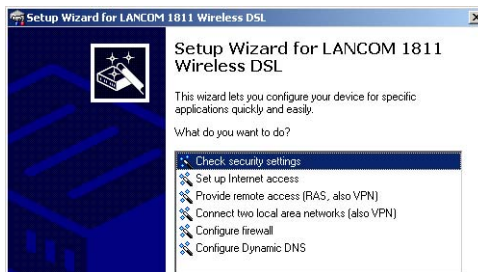 Setup Wizard for LANCOM 1811 Wireless DSL
Setup Wizard for LANCOM 1811
Wireless DSL
This wizard lets you configure your device for specific
applications quickly and easily.
What do you want to do?
Check security settings
Set up Internet access
Provide remote access (RAS, also VPN)
Connect two local area networks (also VPN)
Configure firewall
Configure Dynamic DNS